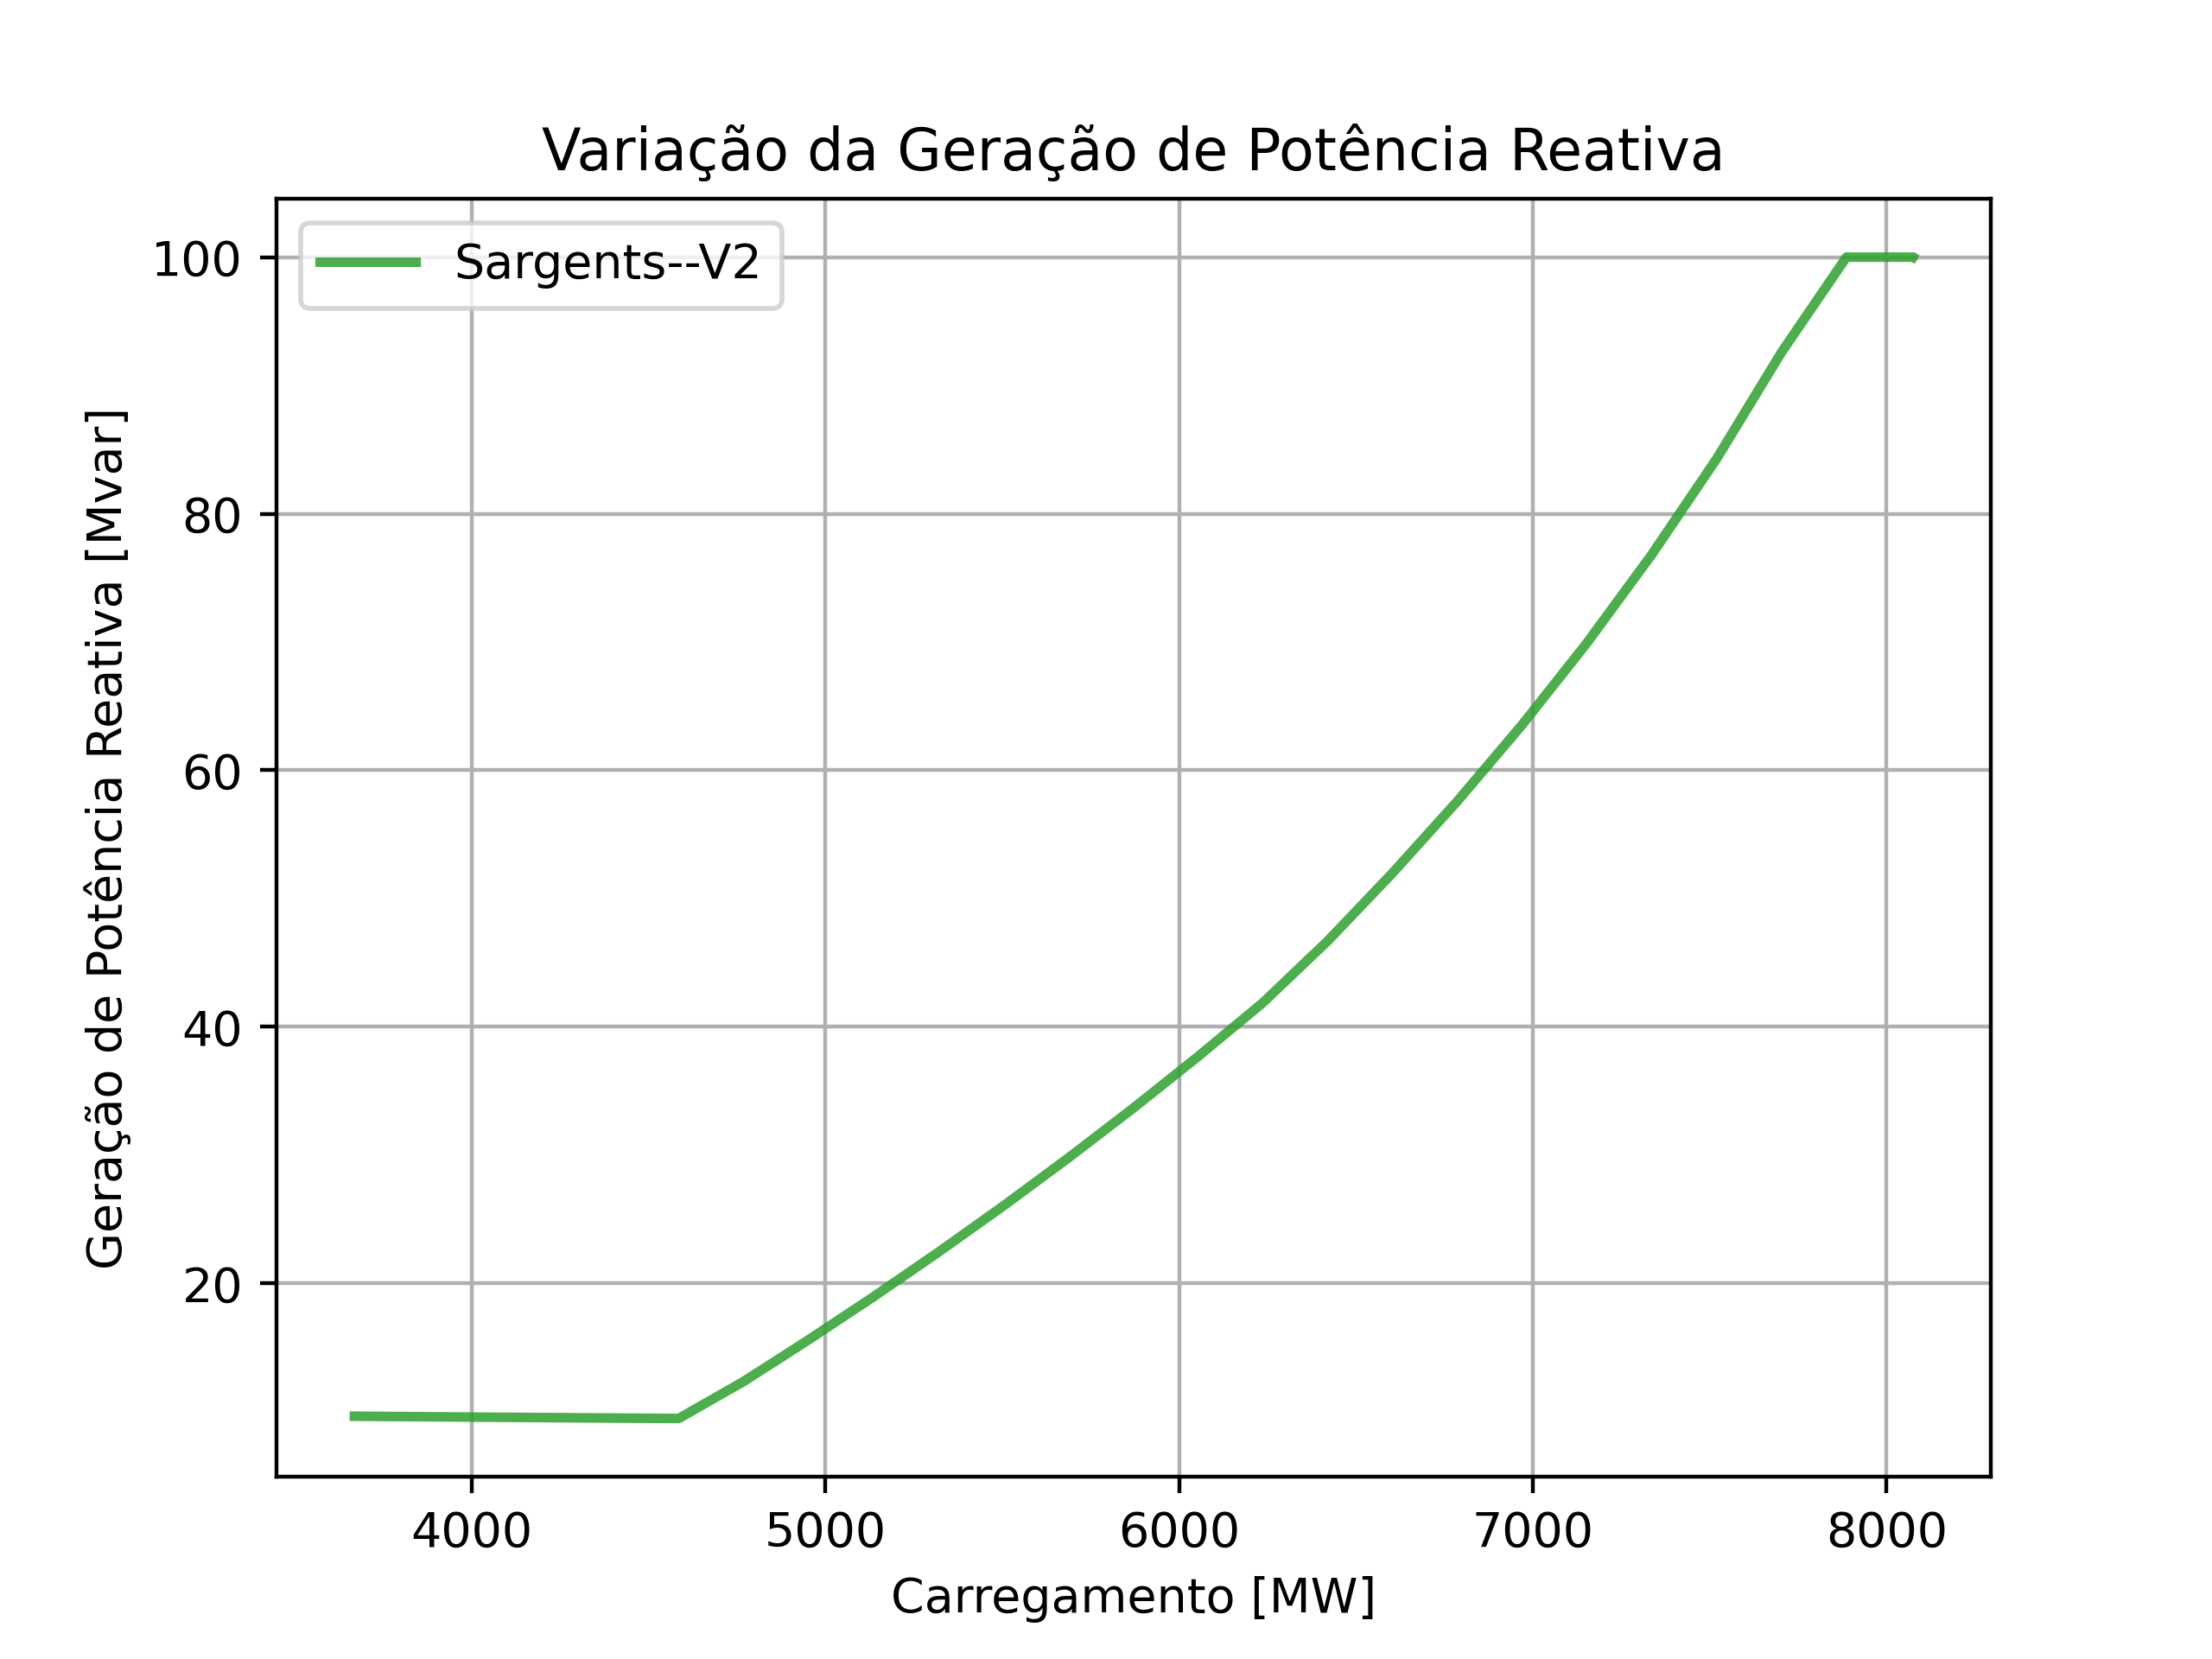 Variação da Geração de Potência Reativa
Sargents--V2
Geração de Potência Reativa [Mvar]
100
80
60
40
20
4000 5000 6000 7000 8000
Carregamento [MW]